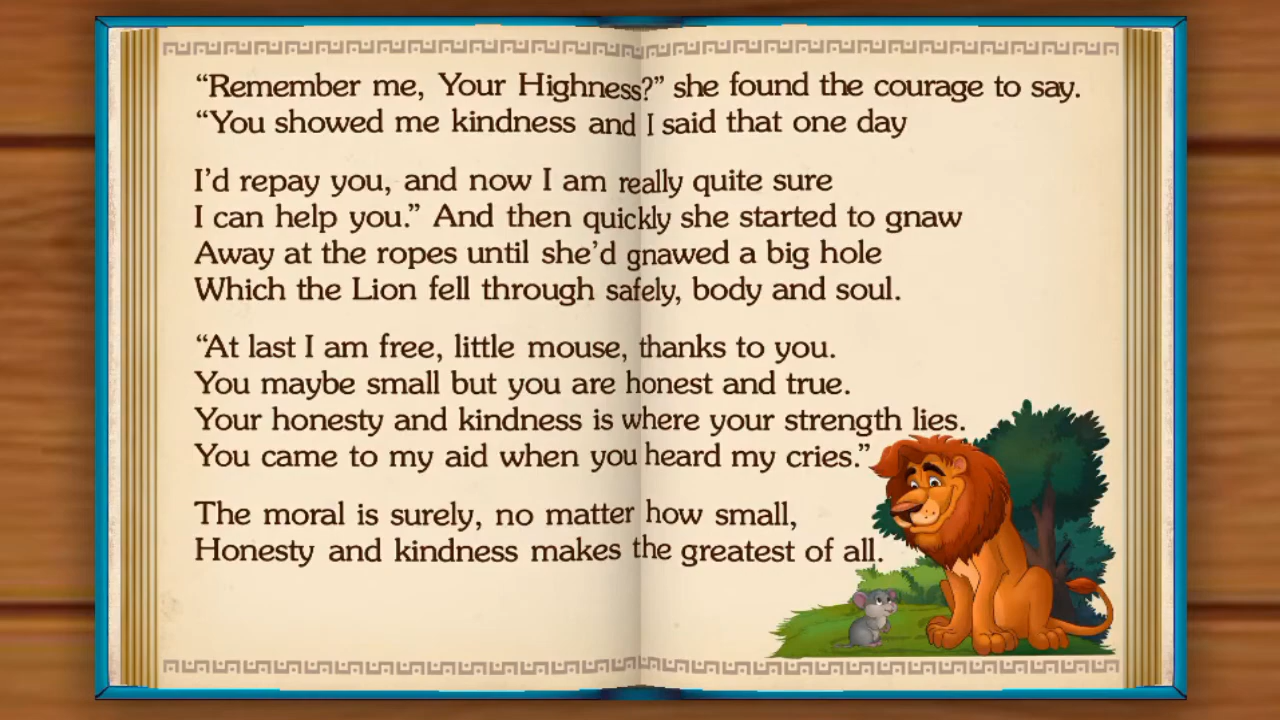 “Remember me, Your Highness?” she found the courage to say.
“You showed me kindness and I said that one day
I’d repay you, and now I am really quite sure
I can help you.” And then quickly she started to gnaw
Away at the ropes until she’d gnawed a big hole
Which the Lion fell through safely, body and soul.
“At last I am free, little mouse, thanks to you.
You maybe small but you are honest and true.
Your honesty and kindness is where your strength lies.
You came to my aid when you heard my cries.”
The moral is surely, no matter how small,
Honesty and kindness makes the greatest of all.